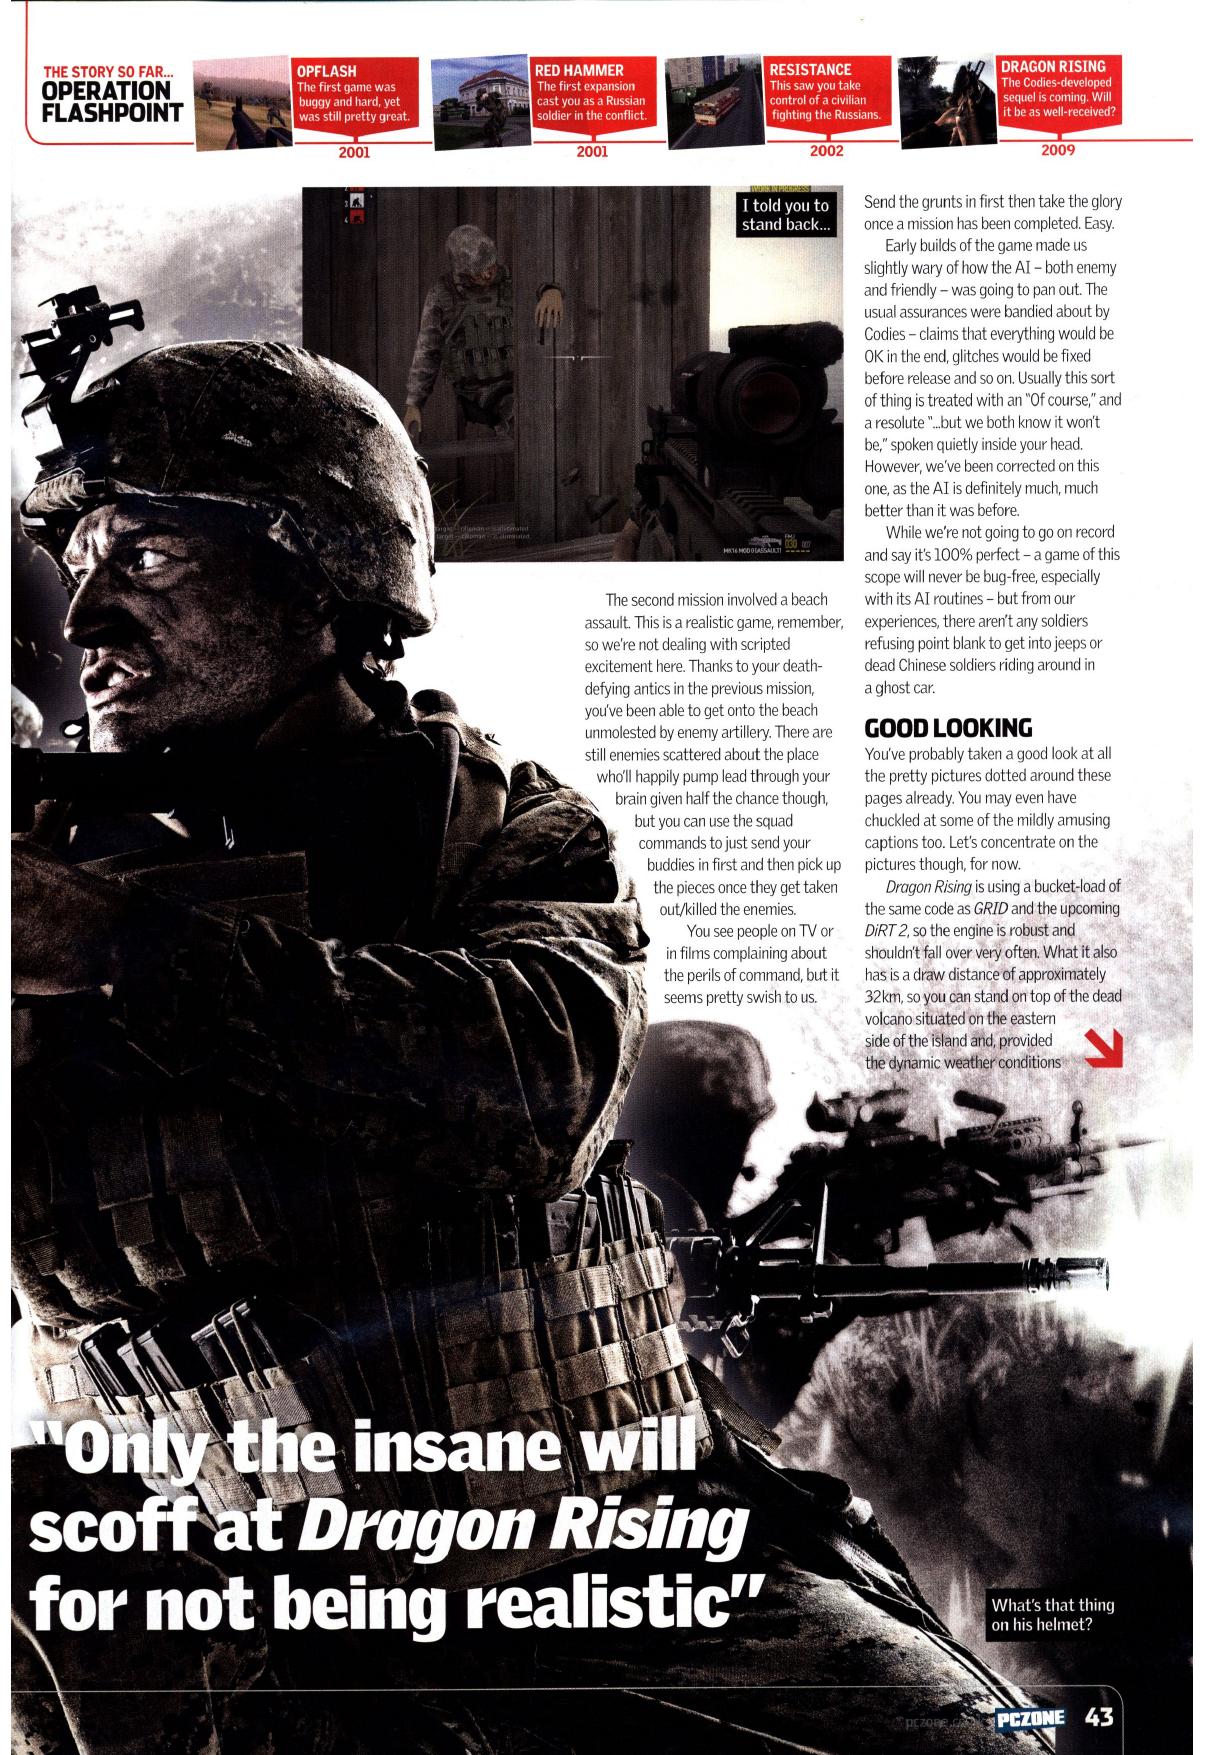 THE STORY SO FAR...
OPERATION
FLASHPOINT
OPFLASH
The first game was
buggy and hard, yet
was still pretty great.
2001
RED HAMMER
The first expansion
cast you as a Russian
soldier in the conflict.
2001
RESISTANCE
This saw you take
control of a civilian
fighting the Russians.
2002
DRAGON RISING
The Codies-developed
sequel is coming. Will
it be as well-received?
2009
WORK IN PROGRESS
I told you to
stand back...
3
4
MK16 MOD 0 (ASSAULT)
030 007
The second mission involved a beach
assault. This is a realistic game, remember,
so we're not dealing with scripted
excitement here. Thanks to your death-
defying antics in the previous mission,
you've been able to get onto the beach
unmolested by enemy artillery. There are
still enemies scattered about the place
who'll happily pump lead through your
brain given half the chance though,
but you can use the squad
commands to just send your
buddies in first and then pick up
the pieces once they get taken
out/killed the enemies.
You see people on TV or
in films complaining about
the perils of command, but it
seems pretty swish to us.
Send the grunts in first then take the glory
once a mission has been completed. Easy.
Early builds of the game made us
slightly wary of how the AI – both enemy
and friendly – was going to pan out. The
usual assurances were bandied about by
Codies – claims that everything would be
OK in the end, glitches would be fixed
before release and so on. Usually this sort
of thing is treated with an "Of course," and
a resolute "...but we both know it won't
be," spoken quietly inside your head.
However, we've been corrected on this
one, as the AI is definitely much, much
better than it was before.
While we're not going to go on record
and say it's 100% perfect – a game of this
scope will never be bug-free, especially
with its AI routines – but from our
experiences, there aren't any soldiers
refusing point blank to get into jeeps or
dead Chinese soldiers riding around in
a ghost car.
GOOD LOOKING
You've probably taken a good look at all
the pretty pictures dotted around these
pages already. You may even have
chuckled at some of the mildly amusing
captions too. Let's concentrate on the
pictures though, for now.
Dragon Rising is using a bucket-load of
the same code as GRID and the upcoming
DiRT 2, so the engine is robust and
shouldn't fall over very often. What it also
has is a draw distance of approximately
32km, so you can stand on top of the dead
volcano situated on the eastern
side of the island and, provided
the dynamic weather conditions
"Only the insane will
scoff at Dragon Rising
for not being realistic"
What's that thing
on his helmet?
PCZONE 43